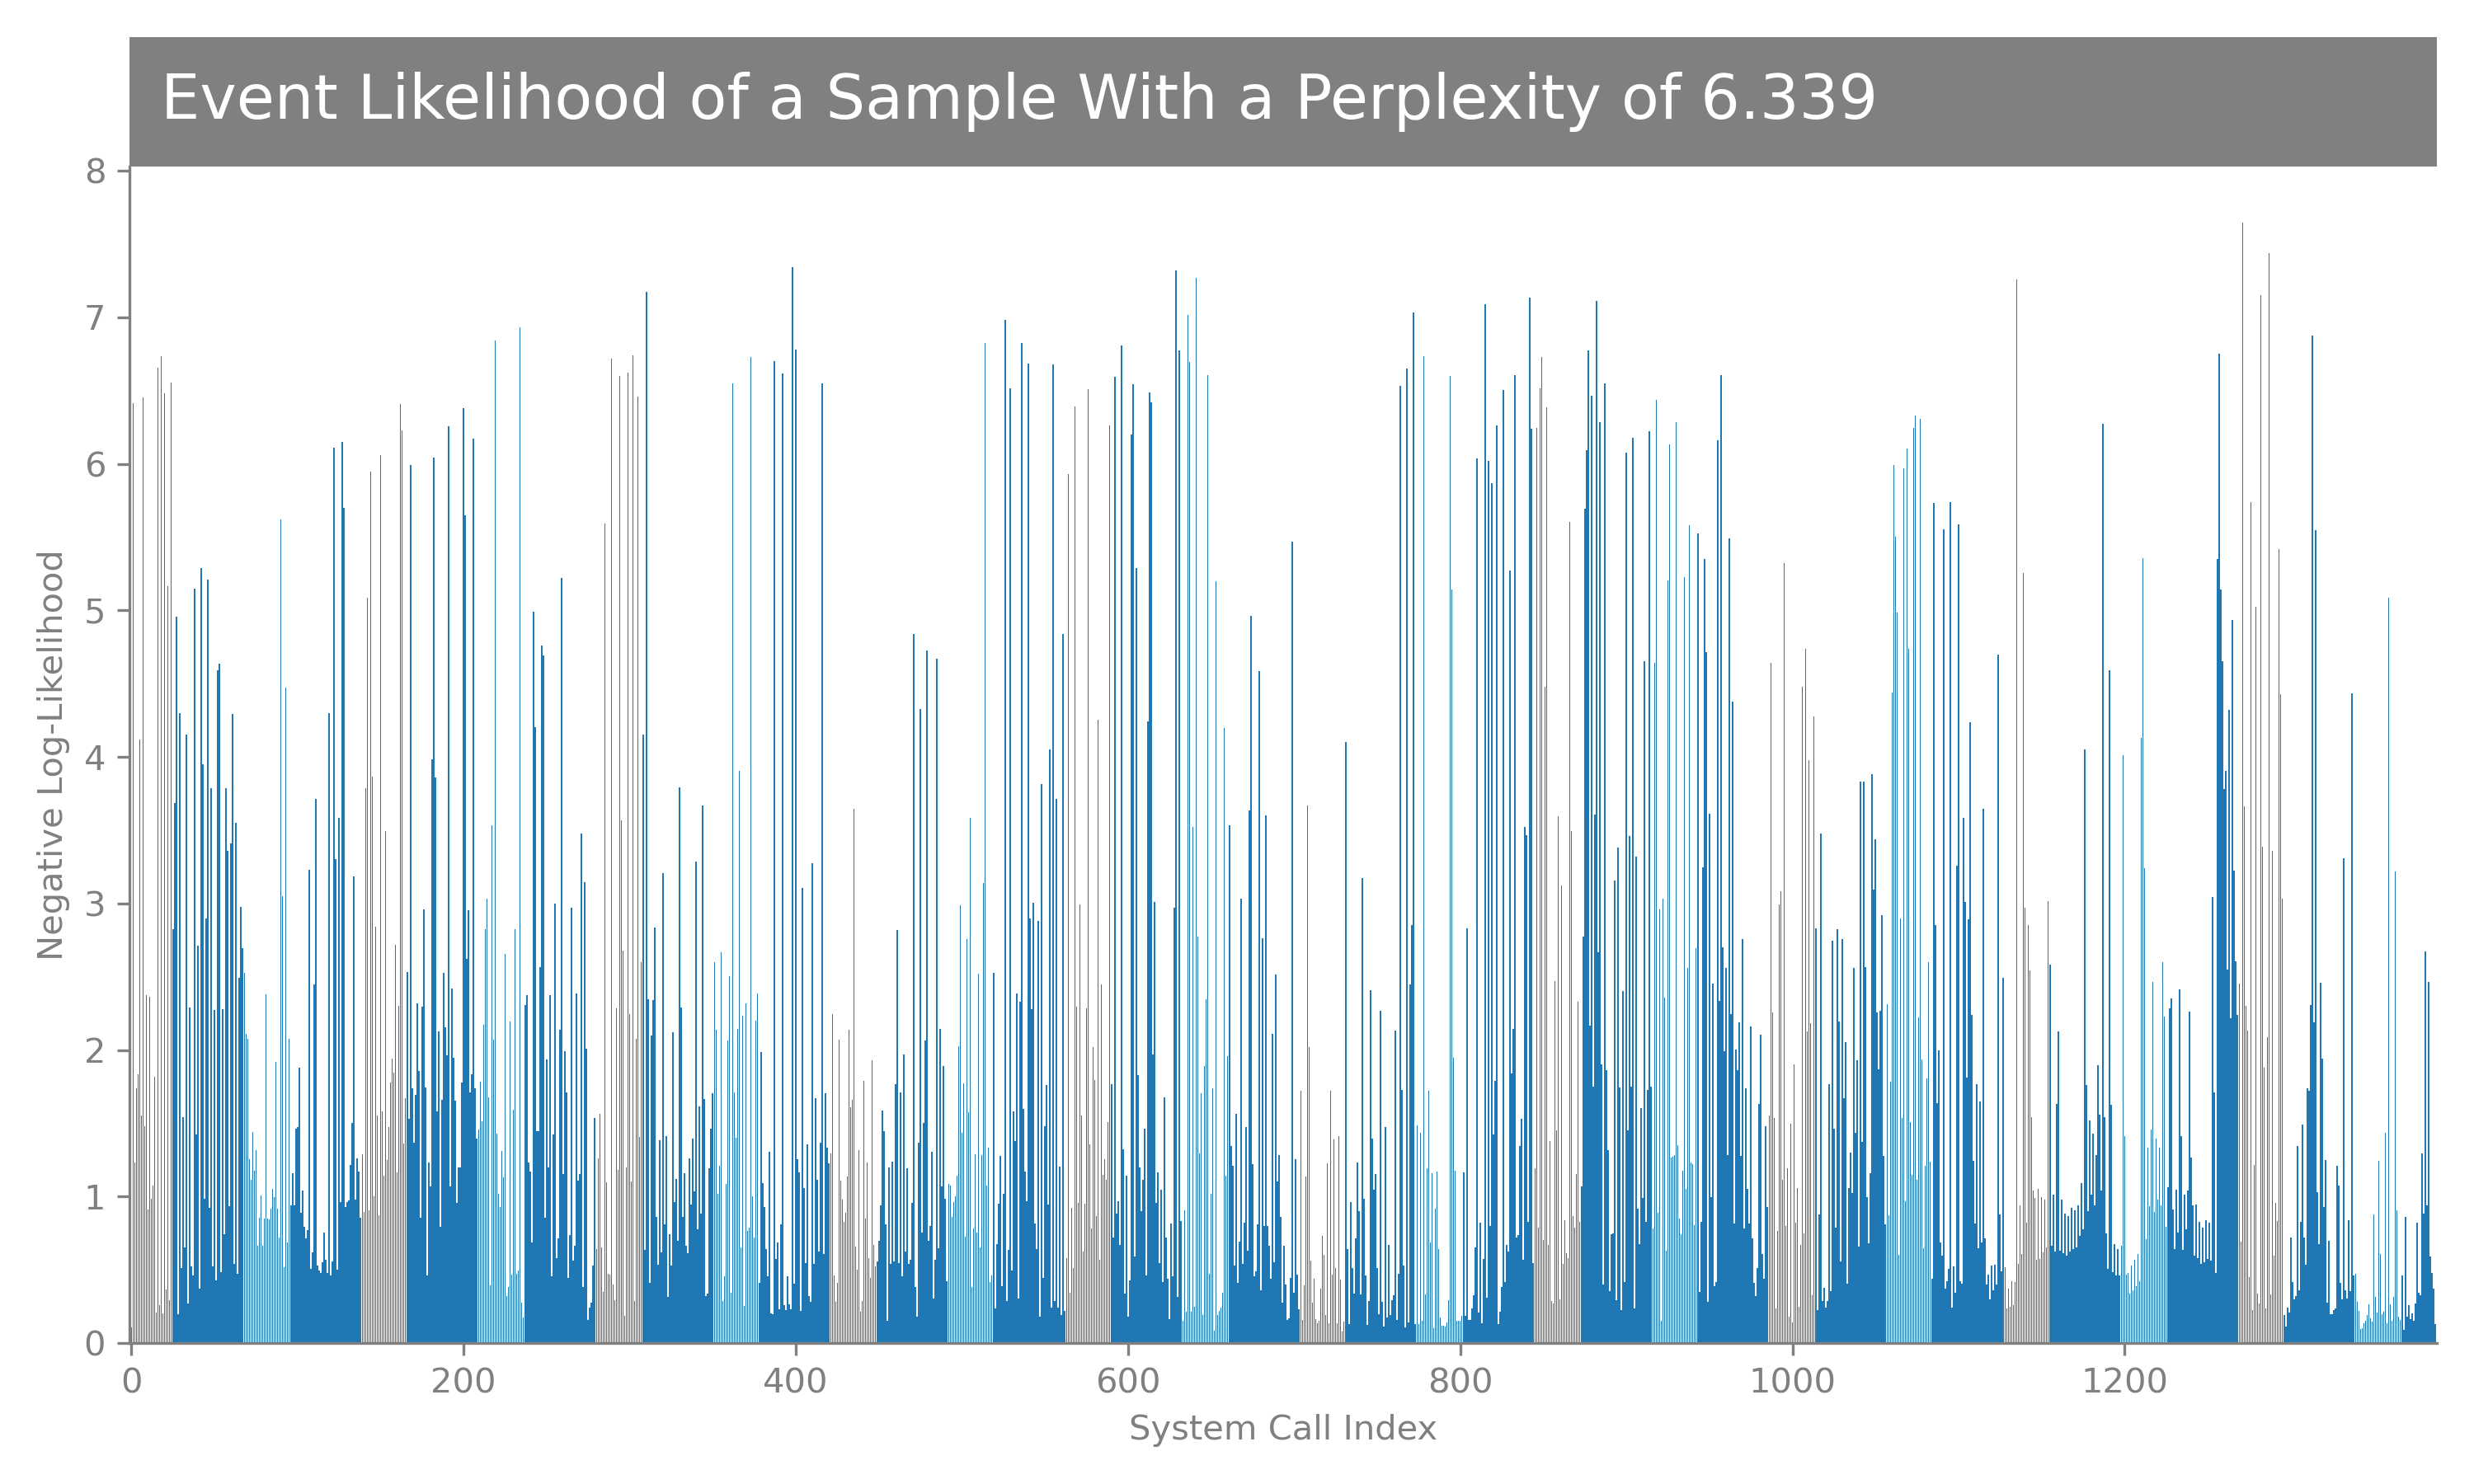 Event Likelihood of a Sample With a Perplexity of 6.339
8
7
6
5
4
3
2
1
0
Negative Log-Likelihood
0 200 400 600 800 1000 1200
System Call Index